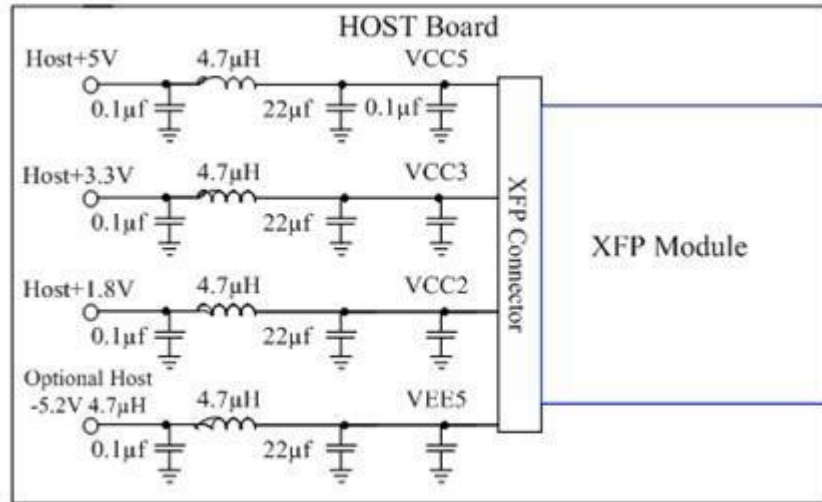 HOST Board
Host+5V 4.7μH VCC5
0.1μf 22μf 0.1μf
Host+3.3V 4.7μH VCC3
0.1μf 22μf
XFP Connector
XFP Module
Host+1.8V 4.7μH VCC2
0.1μf 22μf
Optional Host
-5.2V 4.7μH 4.7μH VEE5
0.1μf 22μf